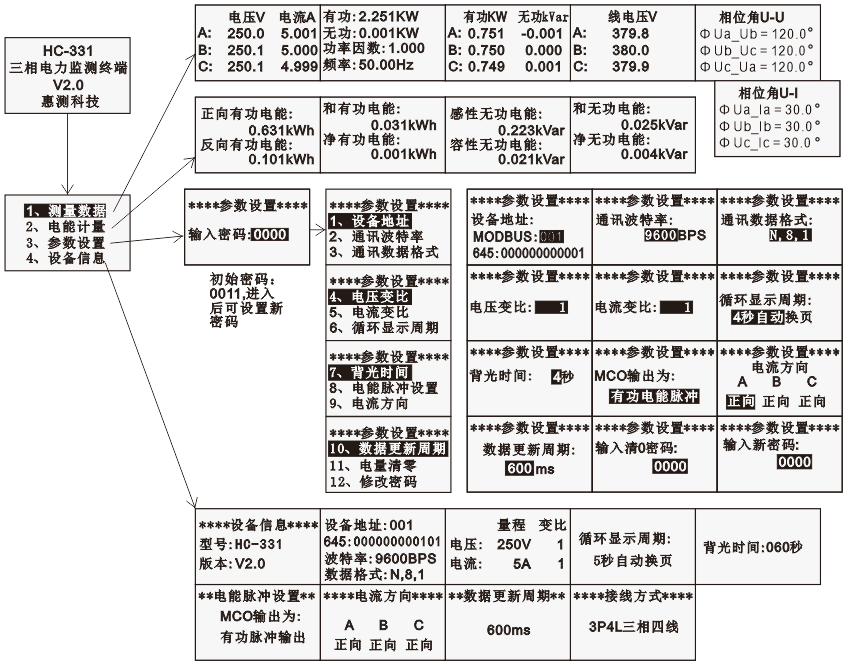 HC-331
三相电力监测终端
V2.0
惠测科技
电压V 电流A
A: 250.0 5.001
B: 250.1 5.000
C: 250.1 4.999
有功:2.251KW
无功:0.001KW
功率因数:1.000
频率:50.00Hz
有功KW 无功kVar
A: 0.751 -0.001
B: 0.750 0.000
C: 0.749 0.001
线电压V
A: 379.8
B: 380.0
C: 379.9
相位角U-U
ΦUa_Ub=120.0°
ΦUb_Uc=120.0°
ΦUc_Ua=120.0°
相位角U-I
ΦUa_Ia=30.0°
ΦUb_Ib=30.0°
ΦUc_Ic=30.0°
正向有功电能:
0.631kWh
反向有功电能:
0.101kWh
和有功电能:
0.031kWh
净有功电能:
0.001kWh
感性无功电能:
0.223kVar
容性无功电能:
0.021kVar
和无功电能:
0.025kVar
净无功电能:
0.004kVar
1、测量数据
2、电能计量
3、参数设置
4、设备信息
****参数设置****
输入密码:0000
初始密码:
0011,进入
后可设置新
密码
****参数设置****
1、设备地址
2、通讯波特率
3、通讯数据格式
****参数设置****
4、电压变比
5、电流变比
6、循环显示周期
****参数设置****
7、背光时间
8、电能脉冲设置
9、电流方向
****参数设置****
10、数据更新周期
11、电量清零
12、修改密码
****参数设置****
设备地址:
MODBUS:001
645:000000000001
****参数设置****
通讯波特率:
9600BPS
****参数设置****
通讯数据格式:
N,8,1
****参数设置****
电压变比: 1
****参数设置****
电流变比: 1
****参数设置****
循环显示周期:
4秒自动换页
****参数设置****
背光时间: 4秒
****参数设置****
MCO输出为:
有功电能脉冲
****参数设置****
电流方向
A B C
正向 正向 正向
****参数设置****
数据更新周期:
600ms
****参数设置****
输入清0密码:
0000
****参数设置****
输入新密码:
0000
****设备信息****
型号:HC-331
版本:V2.0
设备地址:001
645:000000000101
波特率:9600BPS
数据格式:N,8,1
量程 变比
电压: 250V 1
电流: 5A 1
循环显示周期:
5秒自动换页
背光时间:060秒
**电能脉冲设置**
MCO输出为:
有功脉冲输出
****电流方向****
A B C
正向 正向 正向
**数据更新周期**
600ms
****接线方式****
3P4L三相四线